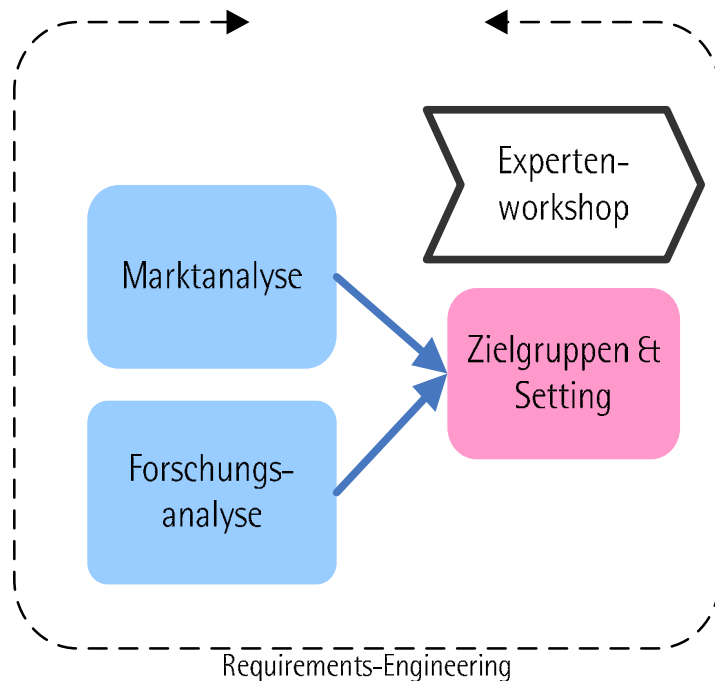 Experten-
workshop
Marktanalyse
Zielgruppen &
Setting
Forschungs-
analyse
Requirements-Engineering